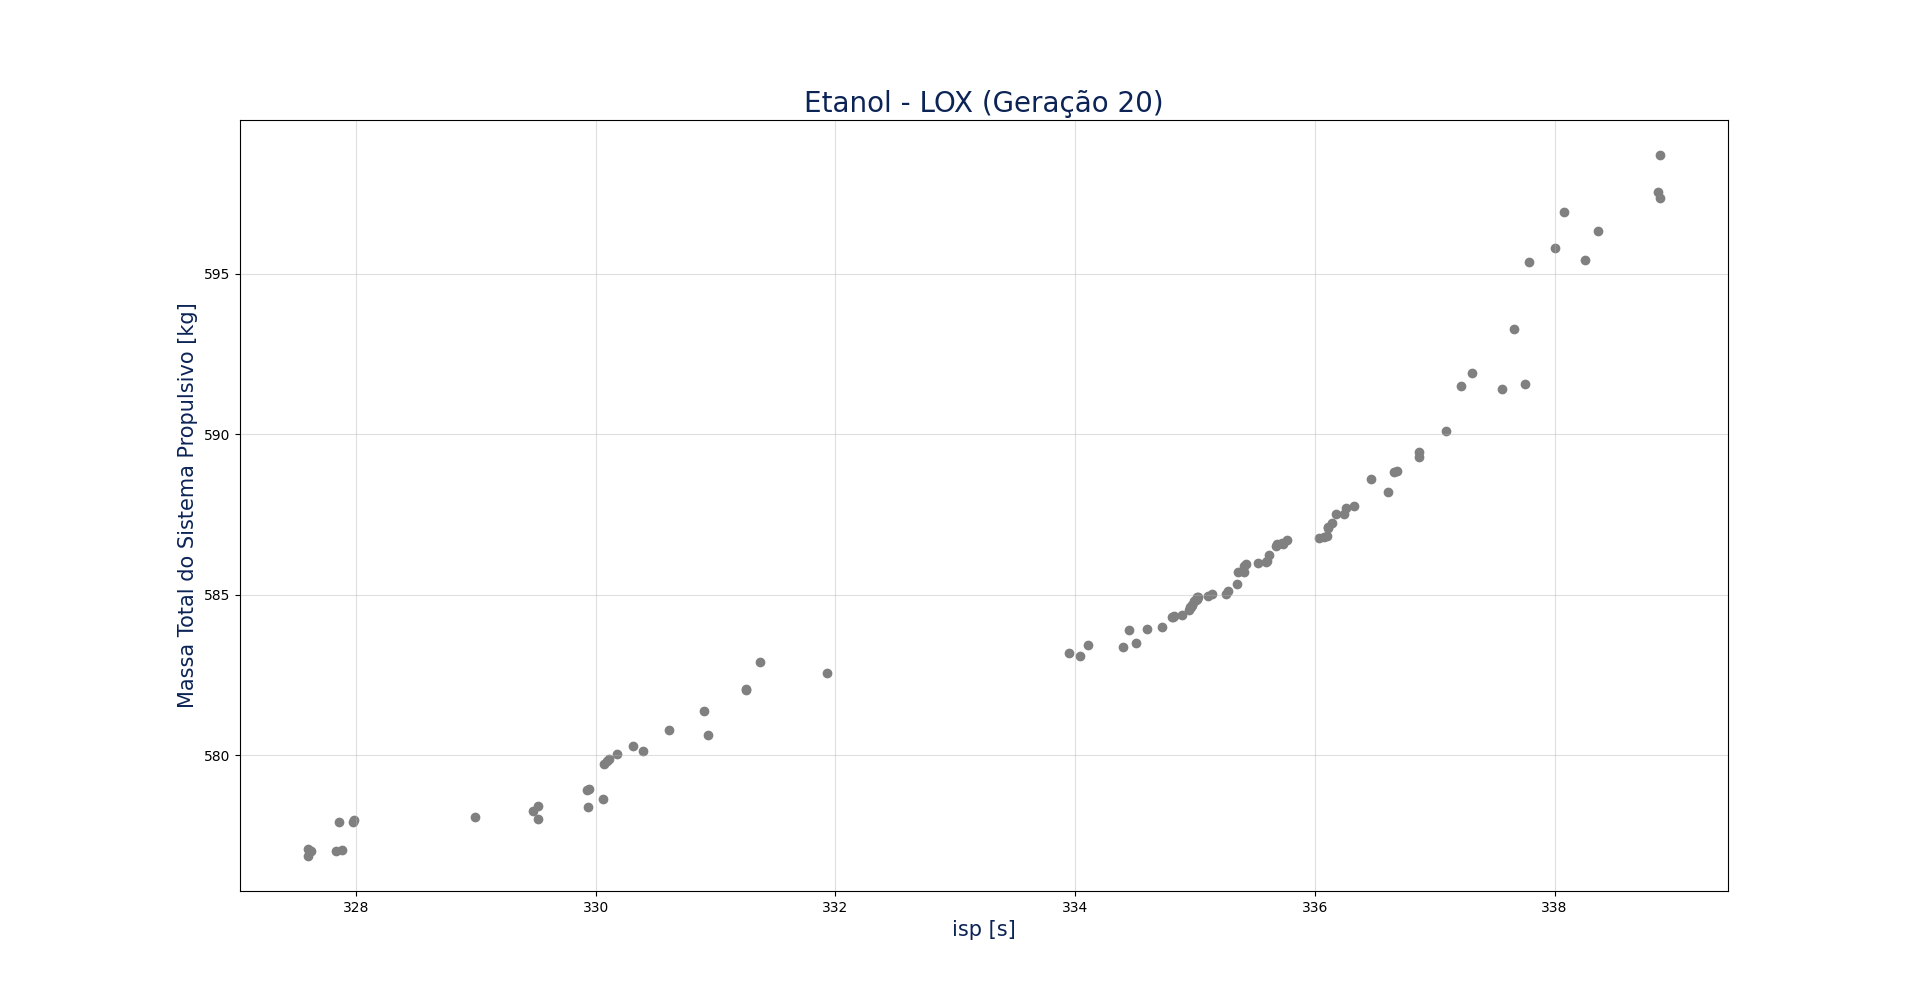 Etanol - LOX (Geração 20)
Massa Total do Sistema Propulsivo [kg]
595
590
585
580
328 330 332 334 336 338
isp [s]